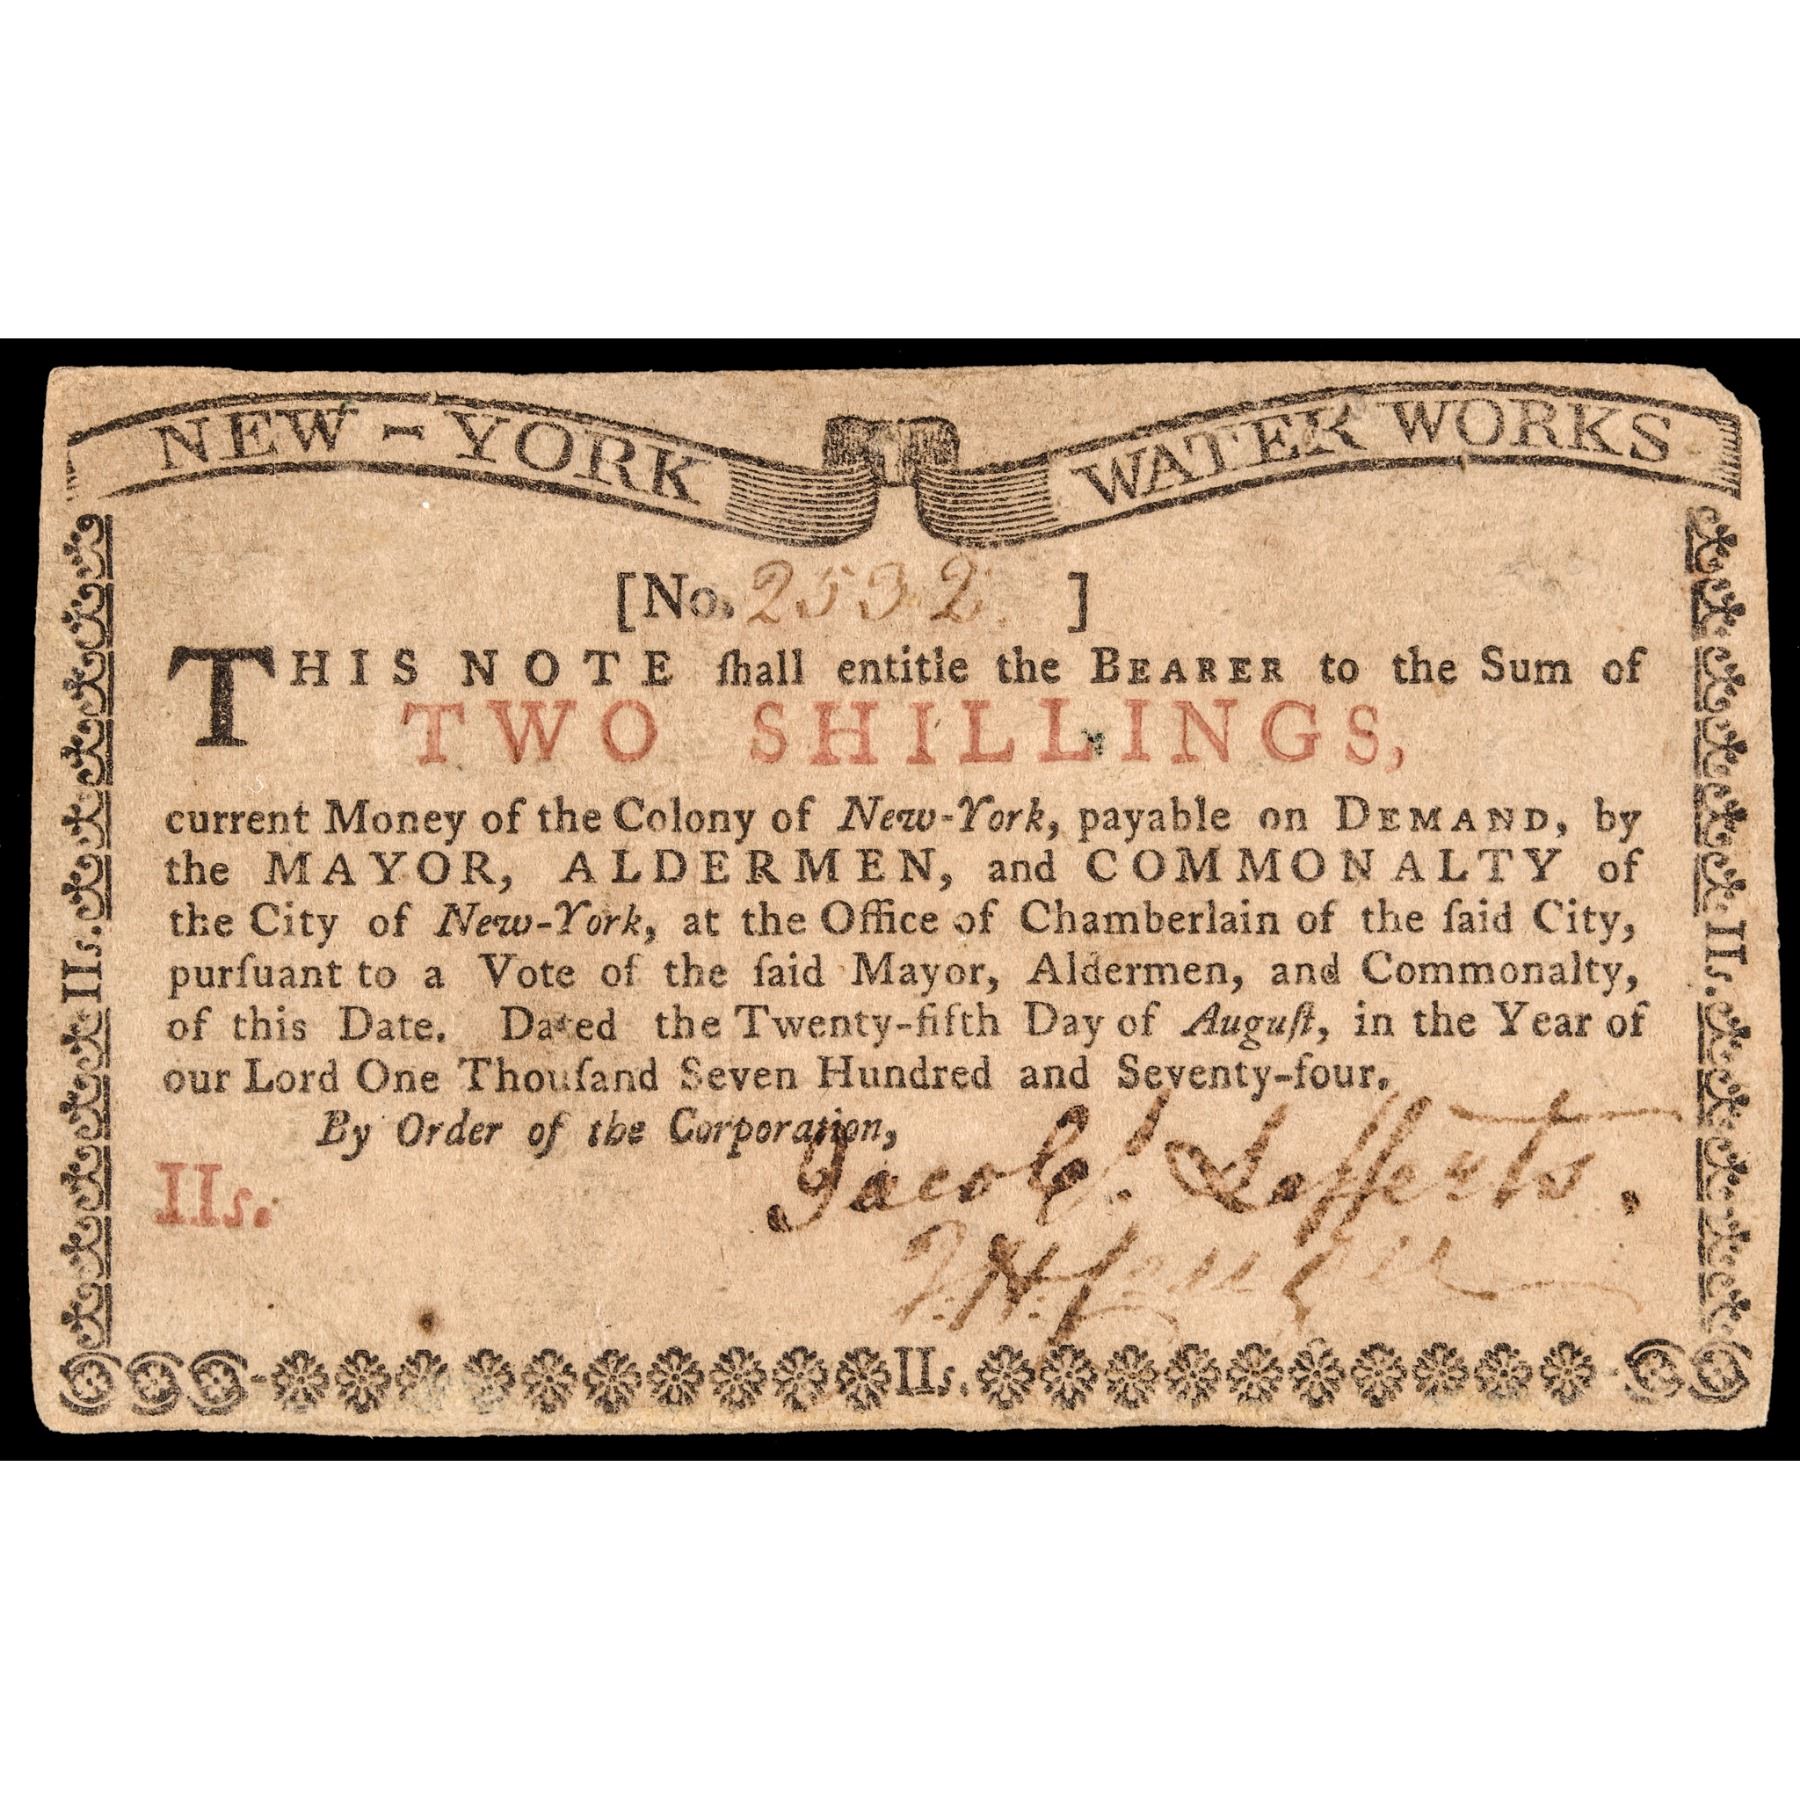 NEW-YORK WATER WORKS
[No. 2532. ]
THIS NOTE ſhall entitle the BEARER to the Sum of
TWO SHILLINGS,
current Money of the Colony of New-York, payable on DEMAND, by
the MAYOR, ALDERMEN, and COMMONALTY of
the City of New-York, at the Office of Chamberlain of the ſaid City,
purſuant to a Vote of the ſaid Mayor, Aldermen, and Commonalty,
of this Date. Dated the Twenty-fifth Day of Auguſt, in the Year of
our Lord One Thouſand Seven Hundred and Seventy-four.
By Order of the Corporation,
Jacob Lefferts.
IIs.
IIs.
IIs.
IIs.